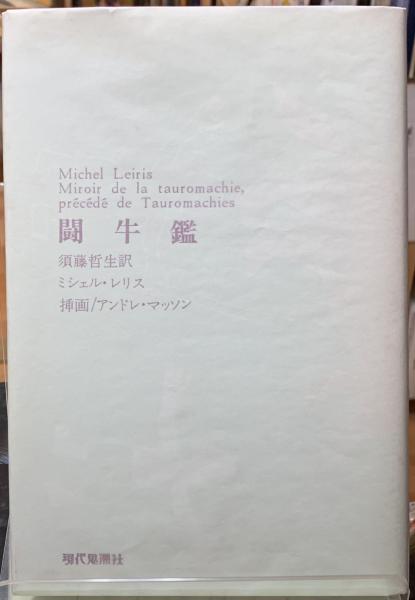 Michel Leiris
Miroir de la tauromachie,
précédé de Tauromachies
闘牛鑑
須藤哲生訳
ミシェル・レリス
挿画/アンドレ・マッソン
現代思潮社